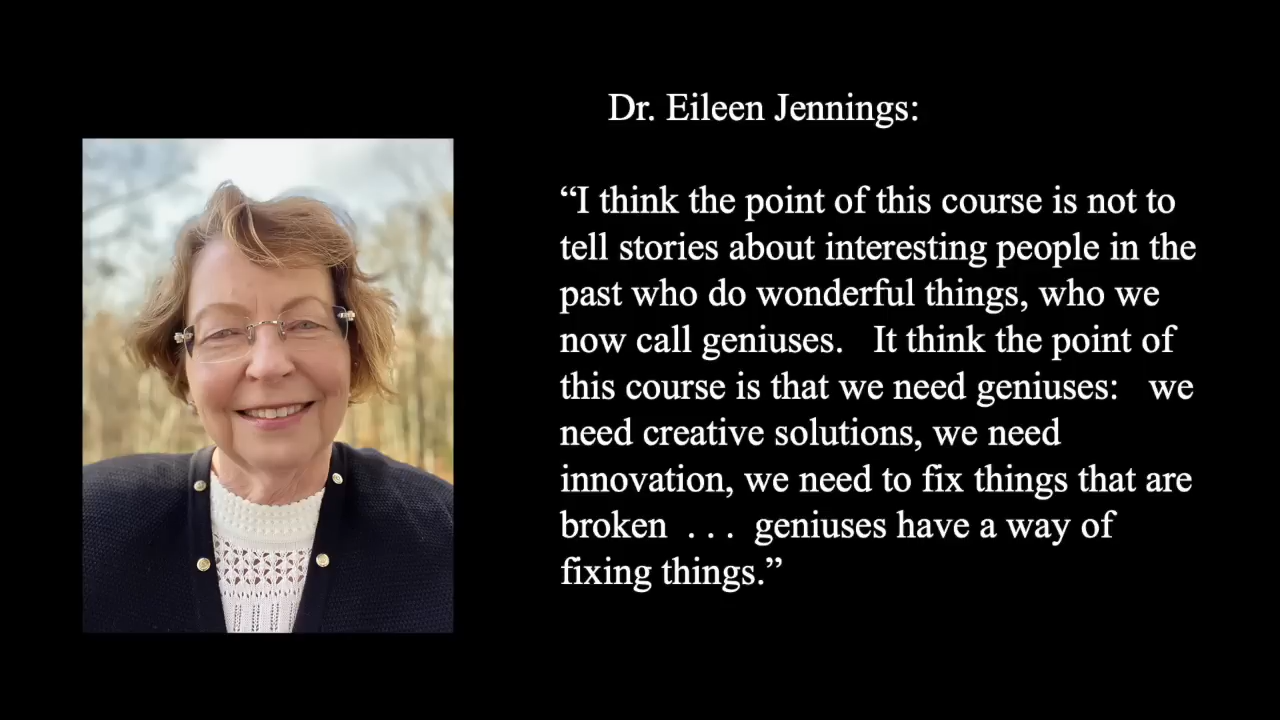 Dr. Eileen Jennings:
“I think the point of this course is not to
tell stories about interesting people in the
past who do wonderful things, who we
now call geniuses.   It think the point of
this course is that we need geniuses:   we
need creative solutions, we need
innovation, we need to fix things that are
broken  . . .  geniuses have a way of
fixing things.”